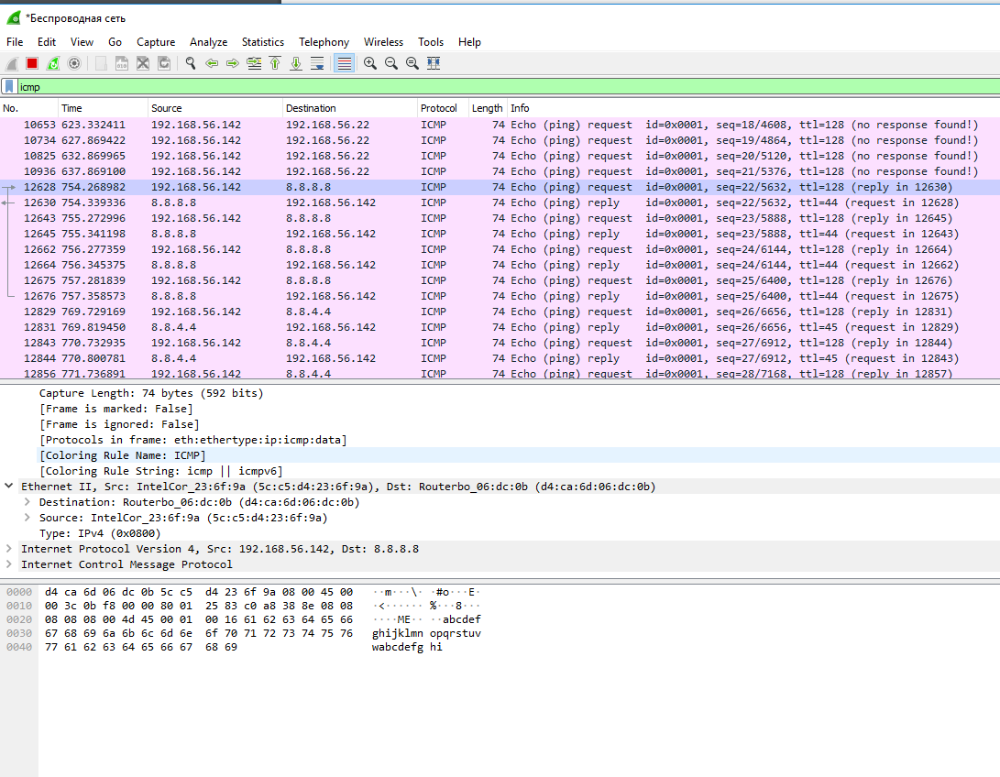 *Беспроводная сеть
File Edit View Go Capture Analyze Statistics Telephony Wireless Tools Help
icmp
No. Time Source Destination Protocol Length Info
10653 623.332411 192.168.56.142 192.168.56.22 ICMP 74 Echo (ping) request id=0x0001, seq=18/4608, ttl=128 (no response found!)
10734 627.869422 192.168.56.142 192.168.56.22 ICMP 74 Echo (ping) request id=0x0001, seq=19/4864, ttl=128 (no response found!)
10825 632.869965 192.168.56.142 192.168.56.22 ICMP 74 Echo (ping) request id=0x0001, seq=20/5120, ttl=128 (no response found!)
10936 637.869100 192.168.56.142 192.168.56.22 ICMP 74 Echo (ping) request id=0x0001, seq=21/5376, ttl=128 (no response found!)
12628 754.268982 192.168.56.142 8.8.8.8 ICMP 74 Echo (ping) request id=0x0001, seq=22/5632, ttl=128 (reply in 12630)
12630 754.339336 8.8.8.8 192.168.56.142 ICMP 74 Echo (ping) reply id=0x0001, seq=22/5632, ttl=44 (request in 12628)
12643 755.272996 192.168.56.142 8.8.8.8 ICMP 74 Echo (ping) request id=0x0001, seq=23/5888, ttl=128 (reply in 12645)
12645 755.341198 8.8.8.8 192.168.56.142 ICMP 74 Echo (ping) reply id=0x0001, seq=23/5888, ttl=44 (request in 12643)
12662 756.277359 192.168.56.142 8.8.8.8 ICMP 74 Echo (ping) request id=0x0001, seq=24/6144, ttl=128 (reply in 12664)
12664 756.345375 8.8.8.8 192.168.56.142 ICMP 74 Echo (ping) reply id=0x0001, seq=24/6144, ttl=44 (request in 12662)
12675 757.281839 192.168.56.142 8.8.8.8 ICMP 74 Echo (ping) request id=0x0001, seq=25/6400, ttl=128 (reply in 12676)
12676 757.358573 8.8.8.8 192.168.56.142 ICMP 74 Echo (ping) reply id=0x0001, seq=25/6400, ttl=44 (request in 12675)
12829 769.729169 192.168.56.142 8.8.4.4 ICMP 74 Echo (ping) request id=0x0001, seq=26/6656, ttl=128 (reply in 12831)
12831 769.819450 8.8.4.4 192.168.56.142 ICMP 74 Echo (ping) reply id=0x0001, seq=26/6656, ttl=45 (request in 12829)
12843 770.732935 192.168.56.142 8.8.4.4 ICMP 74 Echo (ping) request id=0x0001, seq=27/6912, ttl=128 (reply in 12844)
12844 770.800781 8.8.4.4 192.168.56.142 ICMP 74 Echo (ping) reply id=0x0001, seq=27/6912, ttl=45 (request in 12843)
12856 771.736891 192.168.56.142 8.8.4.4 ICMP 74 Echo (ping) request id=0x0001, seq=28/7168, ttl=128 (reply in 12857)
Capture Length: 74 bytes (592 bits)
[Frame is marked: False]
[Frame is ignored: False]
[Protocols in frame: eth:ethertype:ip:icmp:data]
[Coloring Rule Name: ICMP]
[Coloring Rule String: icmp || icmpv6]
Ethernet II, Src: IntelCor_23:6f:9a (5c:c5:d4:23:6f:9a), Dst: Routerbo_06:dc:0b (d4:ca:6d:06:dc:0b)
Destination: Routerbo_06:dc:0b (d4:ca:6d:06:dc:0b)
Source: IntelCor_23:6f:9a (5c:c5:d4:23:6f:9a)
Type: IPv4 (0x0800)
Internet Protocol Version 4, Src: 192.168.56.142, Dst: 8.8.8.8
Internet Control Message Protocol
0000 d4 ca 6d 06 dc 0b 5c c5 d4 23 6f 9a 08 00 45 00 ··m···\· ·#o···E·
0010 00 3c 0b f8 00 00 80 01 25 83 c0 a8 38 8e 08 08 ·<······ %···8···
0020 08 08 08 00 4d 45 00 01 00 16 61 62 63 64 65 66 ····ME·· ··abcdef
0030 67 68 69 6a 6b 6c 6d 6e 6f 70 71 72 73 74 75 76 ghijklmn opqrstuv
0040 77 61 62 63 64 65 66 67 68 69 wabcdefg hi